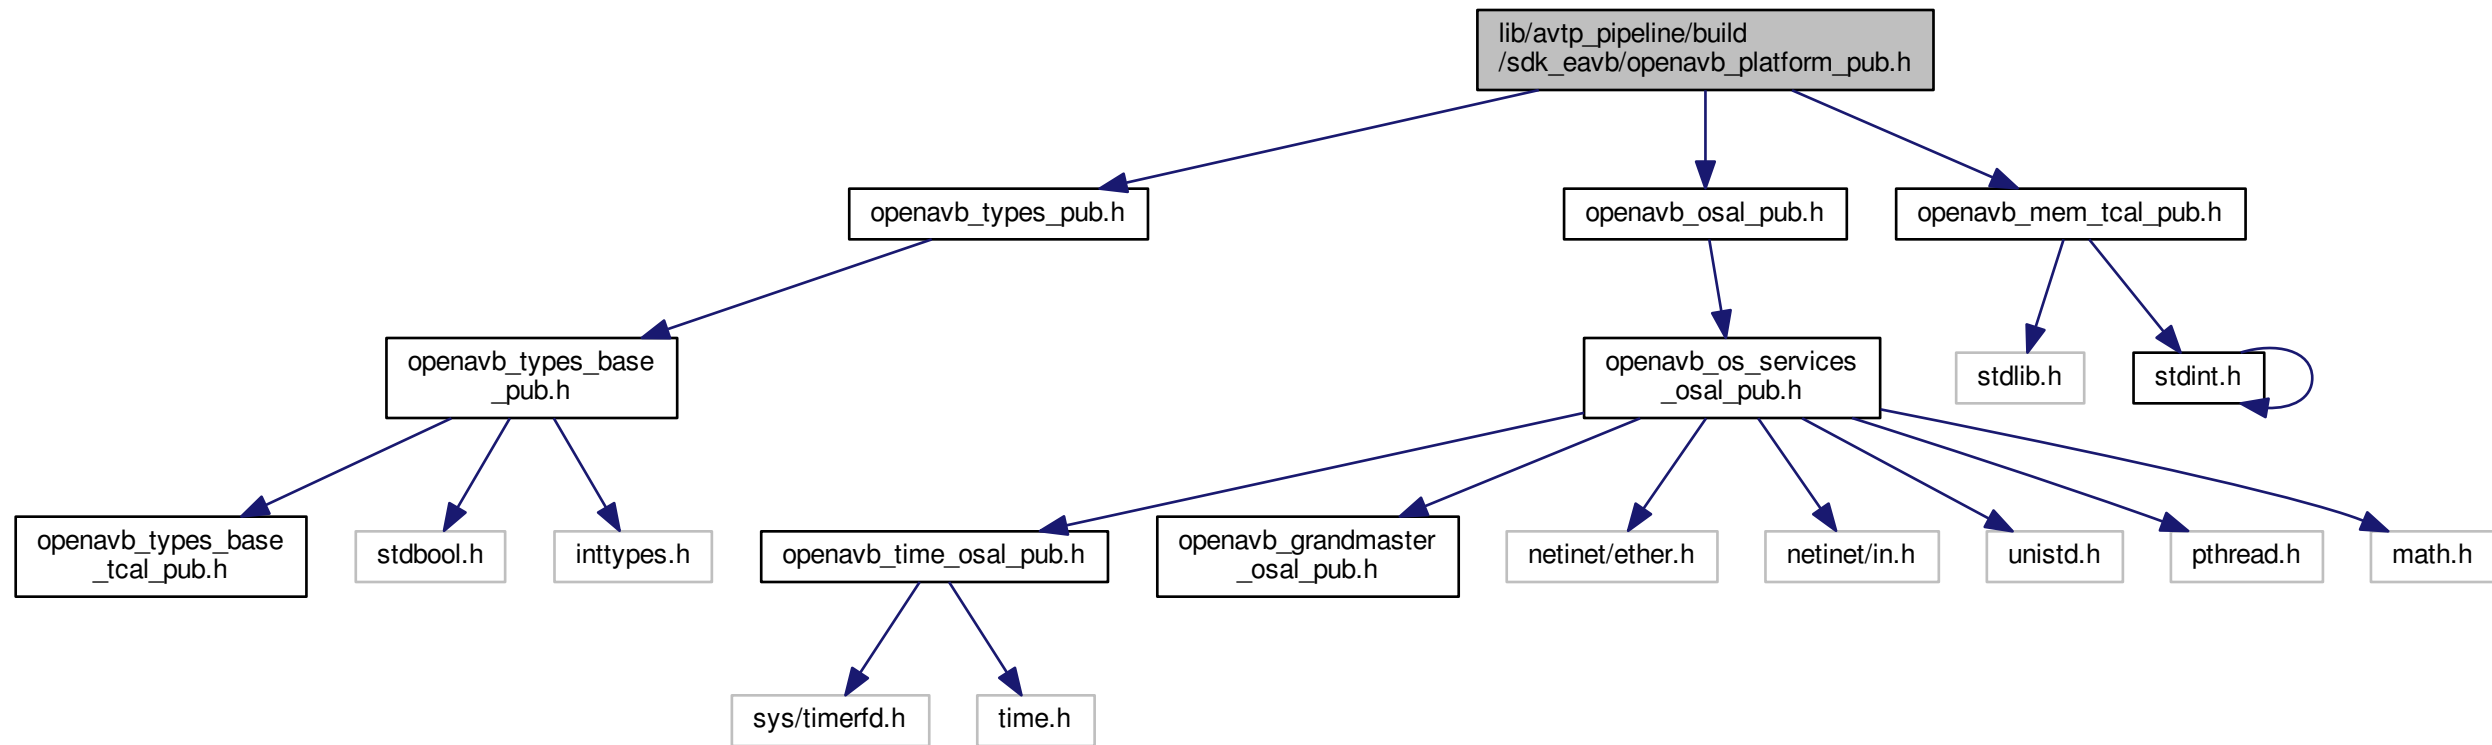 lib/avtp_pipeline/build
/sdk_eavb/openavb_platform_pub.h
openavb_types_pub.h
openavb_osal_pub.h
openavb_mem_tcal_pub.h
openavb_types_base
_pub.h
openavb_os_services
_osal_pub.h
stdlib.h
stdint.h
openavb_types_base
_tcal_pub.h
stdbool.h
inttypes.h
openavb_time_osal_pub.h
openavb_grandmaster
_osal_pub.h
netinet/ether.h
netinet/in.h
unistd.h
pthread.h
math.h
sys/timerfd.h
time.h